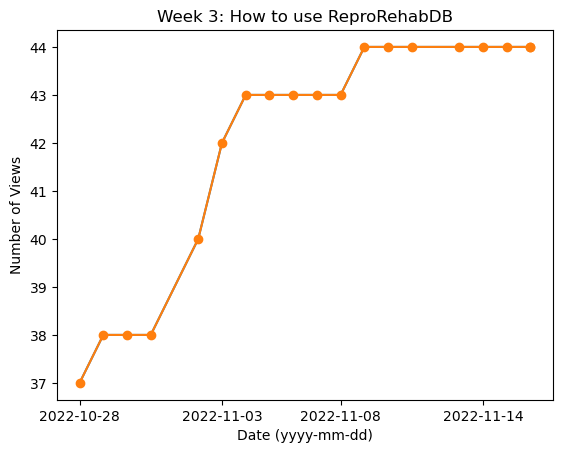 Week 3: How to use ReproRehabDB
Number of Views
44
43
42
41
40
39
38
37
2022-10-28 2022-11-03 2022-11-08 2022-11-14
Date (yyyy-mm-dd)